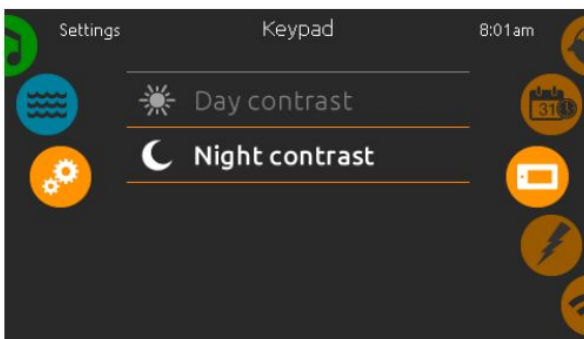 Settings
Keypad
8:01am
Day contrast
31
Night contrast